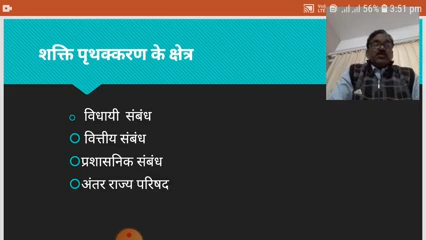 56% 3:51 pm
शक्ति पृथक्करण के क्षेत्र
विधायी संबंध
वित्तीय संबंध
प्रशासनिक संबंध
अंतर राज्य परिषद